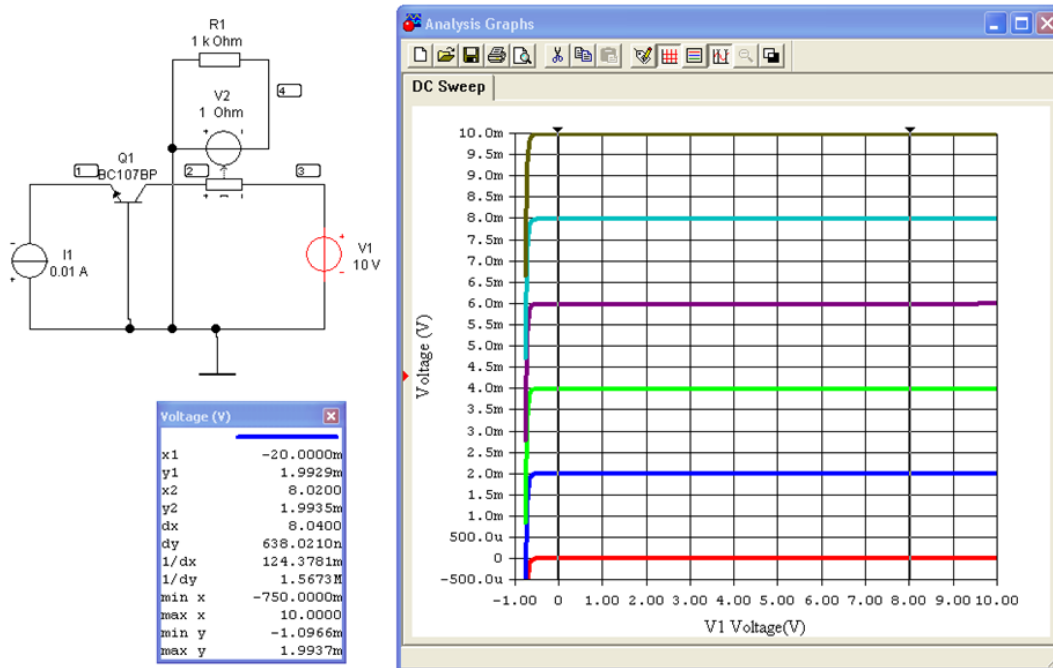 R1
1 k Ohm
4
V2
1 Ohm
1
Q1
BC107BP
2
3
I1
0.01 A
V1
10 V
Voltage (V)
x1 -20.0000m
y1 1.9929m
x2 8.0200
y2 1.9935m
dx 8.0400
dy 638.0210n
1/dx 124.3781m
1/dy 1.5673M
min x -750.0000m
max x 10.0000
min y -1.0966m
max y 1.9937m
Analysis Graphs
DC Sweep
10.0m
9.5m
9.0m
8.5m
8.0m
7.5m
7.0m
6.5m
6.0m
5.5m
5.0m
4.5m
4.0m
3.5m
3.0m
2.5m
2.0m
1.5m
1.0m
500.0u
0
-500.0u
Voltage (V)
-1.00 0 1.00 2.00 3.00 4.00 5.00 6.00 7.00 8.00 9.00 10.00
V1 Voltage(V)